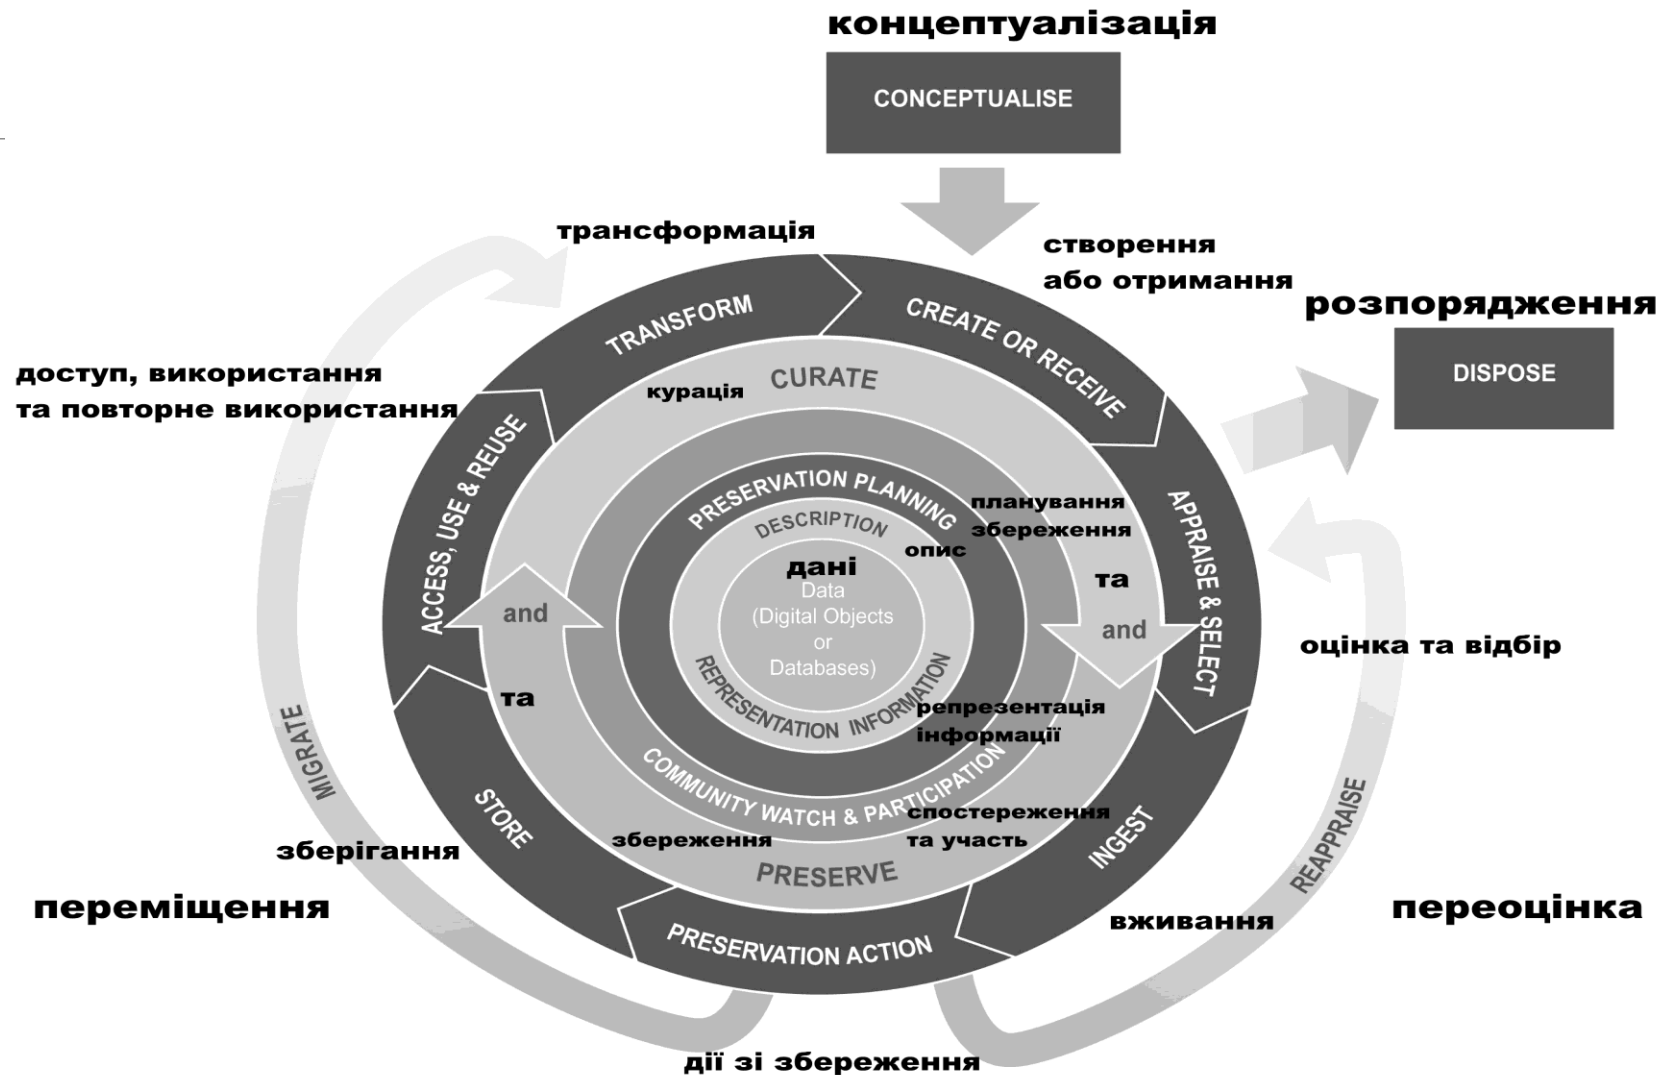 концептуалізація
CONCEPTUALISE
трансформація
створення
або отримання
TRANSFORM
CREATE OR RECEIVE
розпорядження
DISPOSE
доступ, використання
та повторне використання
ACCESS, USE & REUSE
CURATE
курація
PRESERVATION PLANNING
планування
збереження
DESCRIPTION
опис
дані
Data
(Digital Objects
or
Databases)
and
та
та
and
APPRAISE & SELECT
оцінка та відбір
REPRESENTATION INFORMATION
репрезентація
інформації
COMMUNITY WATCH & PARTICIPATION
спостереження
та участь
збереження
PRESERVE
MIGRATE
STORE
зберігання
переміщення
INGEST
вживання
REAPPRAISE
переоцінка
PRESERVATION ACTION
дії зі збереження